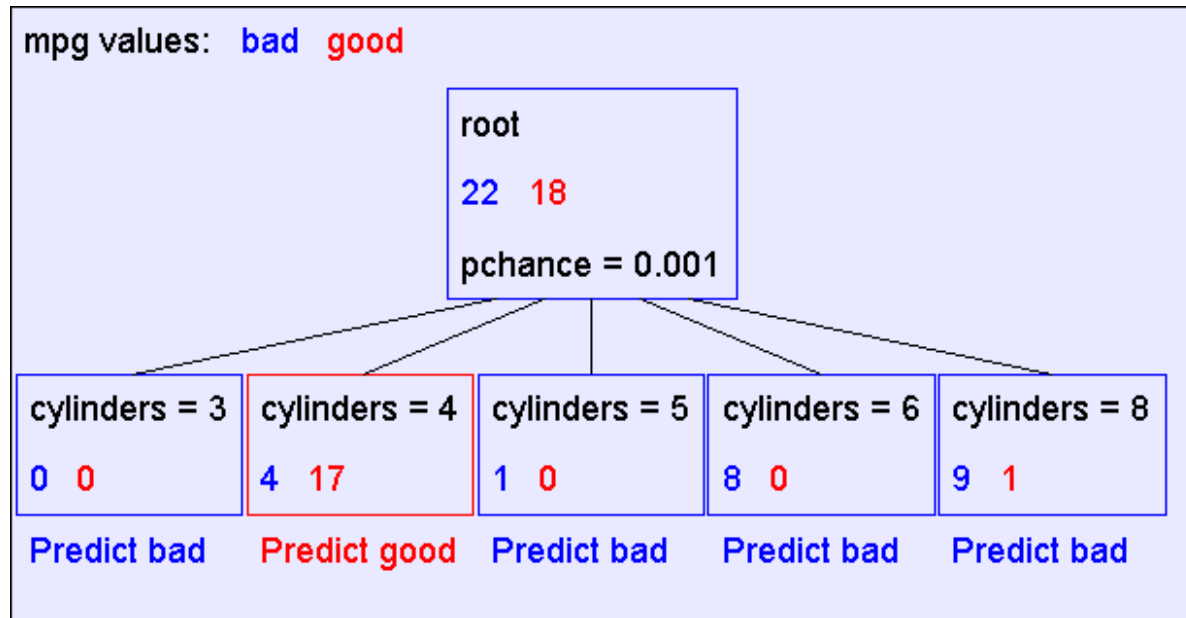 mpg values: bad good
root
22 18
pchance = 0.001
cylinders = 3
0 0
Predict bad
cylinders = 4
4 17
Predict good
cylinders = 5
1 0
Predict bad
cylinders = 6
8 0
Predict bad
cylinders = 8
9 1
Predict bad